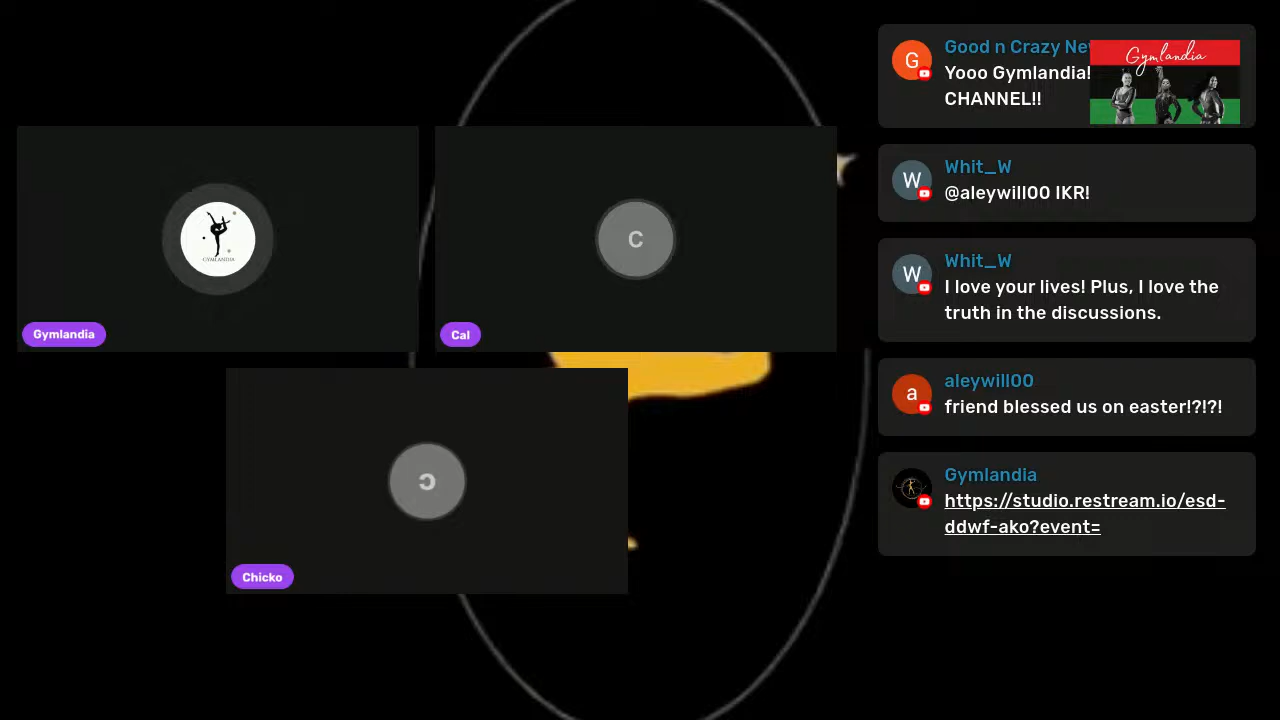 GYMLANDIA
Gymlandia
C
Cal
C
Chicko
G
Good n Crazy
Yooo Gymlandia!
CHANNEL!!
Gymlandia
W
Whit_W
@aleywill00 IKR!
W
Whit_W
I love your lives! Plus, I love the
truth in the discussions.
a
aleywill00
friend blessed us on easter!?!?!
Gymlandia
https://studio.restream.io/esd-
ddwf-ako?event=